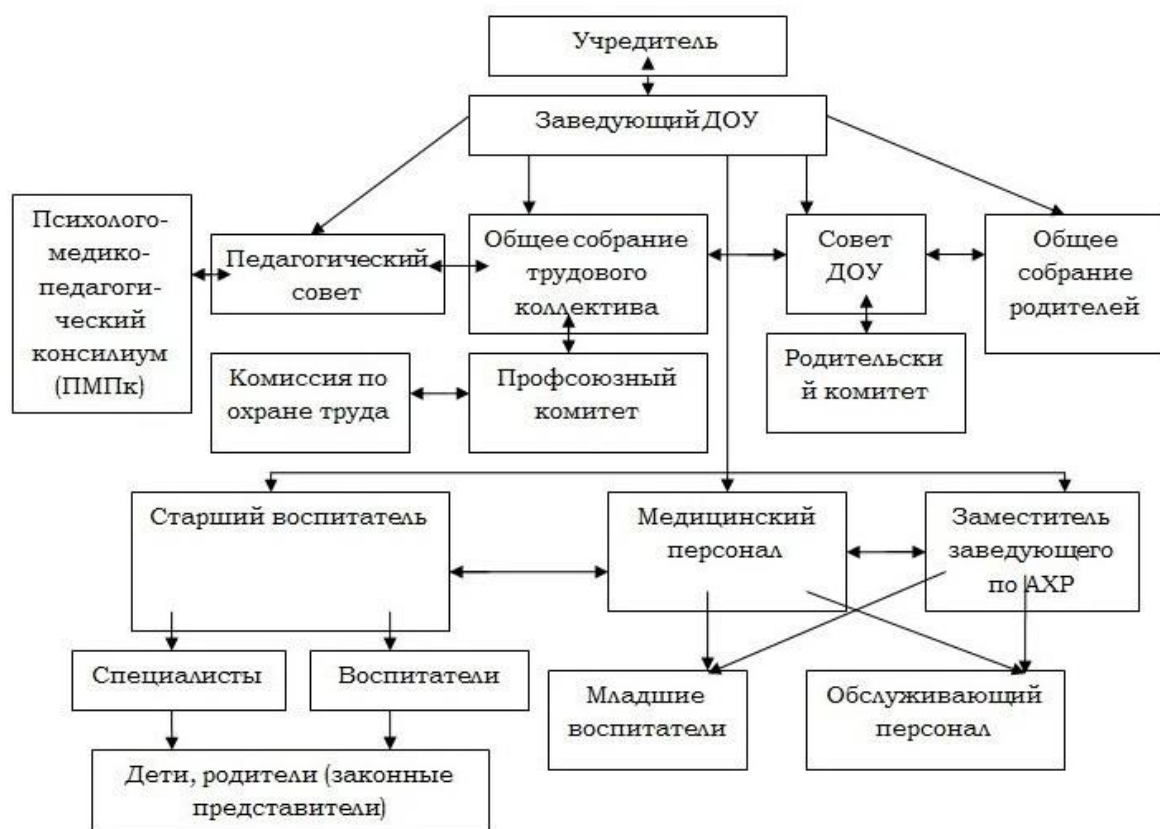 Учредитель
Заведующий ДОУ
Психолого-
медико-
педагоги-
ческий
консилиум
(ПМПк)
Педагогический
совет
Общее собрание
трудового
коллектива
Совет
ДОУ
Общее
собрание
родителей
Комиссия по
охране труда
Профсоюзный
комитет
Родительски
й комитет
Старший воспитатель
Медицинский
персонал
Заместитель
заведующего
по АХР
Специалисты
Воспитатели
Младшие
воспитатели
Обслуживающий
персонал
Дети, родители (законные
представители)